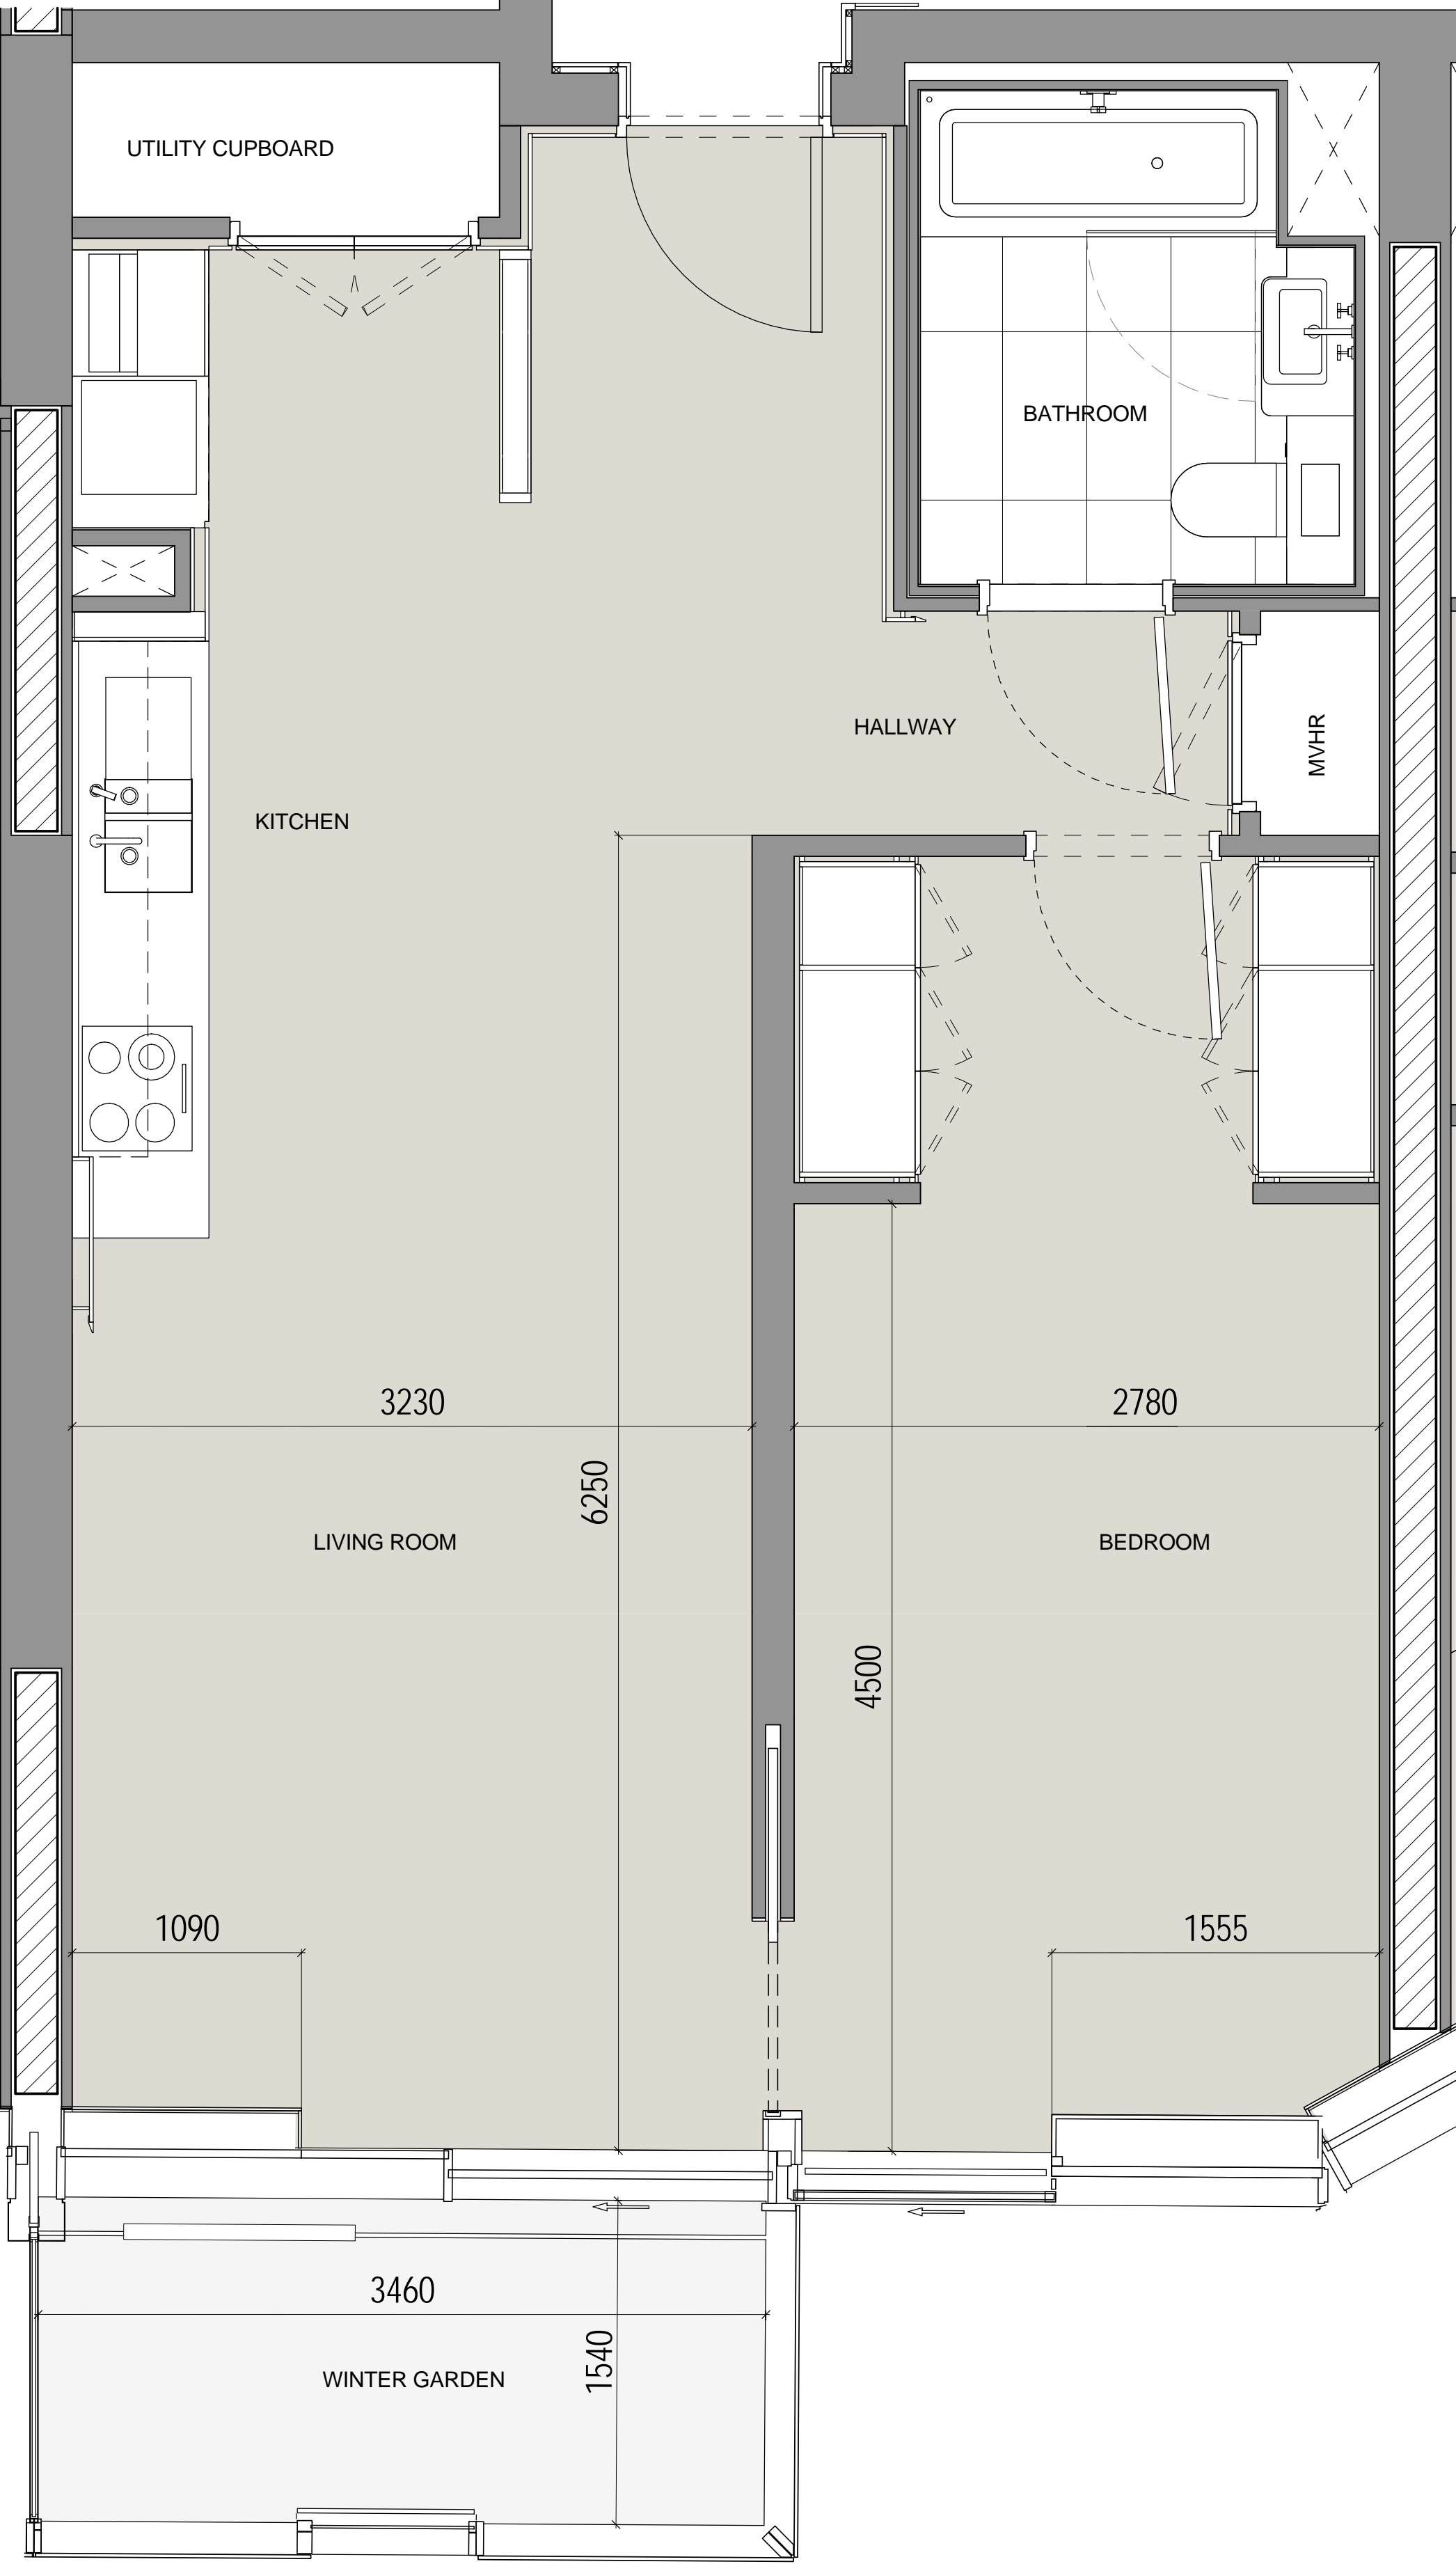 UTILITY CUPBOARD
BATHROOM
HALLWAY
MVHR
KITCHEN
3230
2780
6250
LIVING ROOM
BEDROOM
4500
1090
1555
3460
1540
WINTER GARDEN